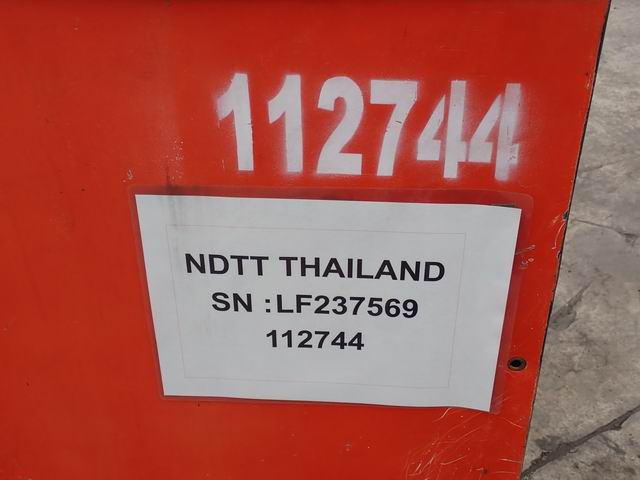 112744
NDTT THAILAND
SN :LF237569
112744